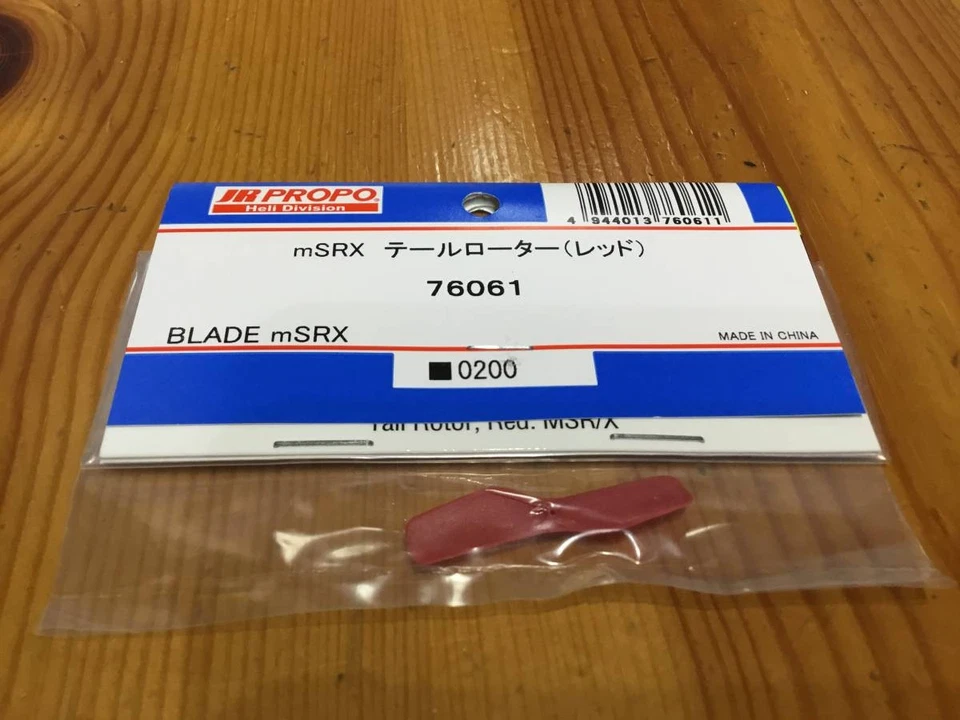 JR PROPO
Heli Division
4 944013 760611
mSRX テールローター(レッド)
76061
BLADE mSRX
MADE IN CHINA
■0200
Tail Rotor, Red: MSR/X